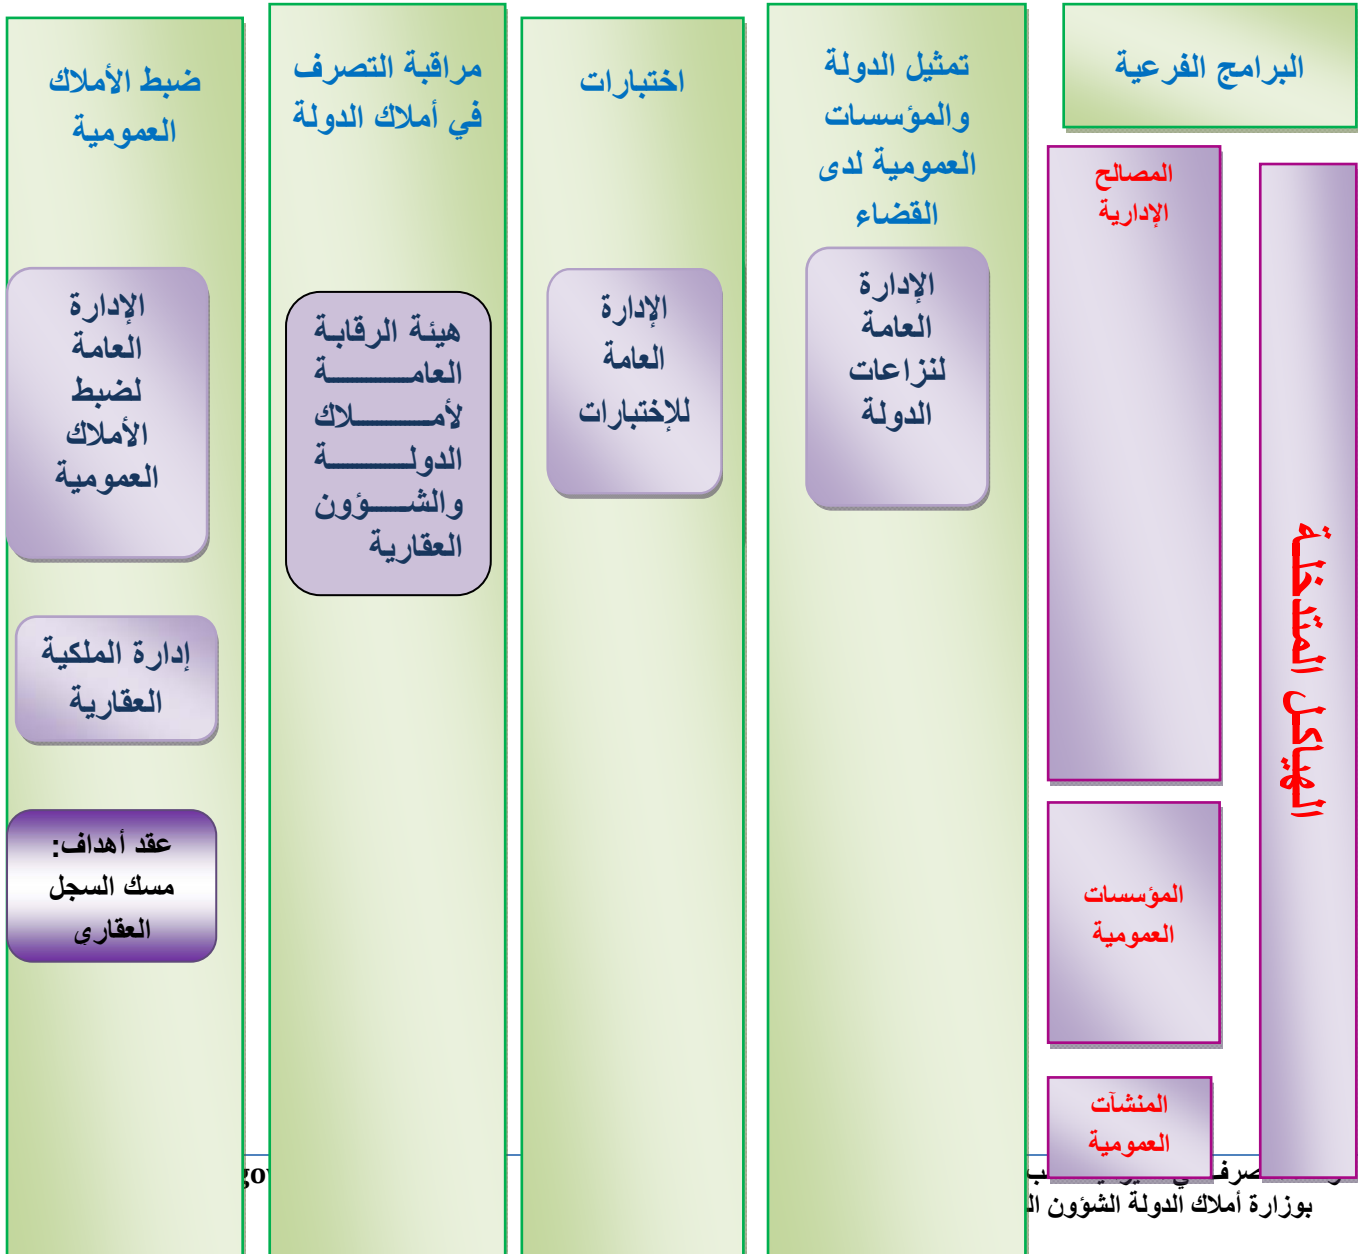 البرامج الفرعية
تمثيل الدولة
والمؤسسات
العمومية لدى
القضاء
اختبارات
مراقبة التصرف
في أملاك الدولة
ضبط الأملاك
العمومية
الهياكل المتدخلة
المصالح
الإدارية
الإدارة
العامة
لنزاعات
الدولة
الإدارة
العامة
للإختبارات
هيئة الرقابة
العامة
لأملاك
الدولة
والشؤون
العقارية
الإدارة
العامة
لضبط
الأملاك
العمومية
إدارة الملكية
العقارية
المؤسسات
العمومية
عقد أهداف:
مسك السجل
العقاري
المنشآت
العمومية
بوزارة أملاك الدولة الشؤون